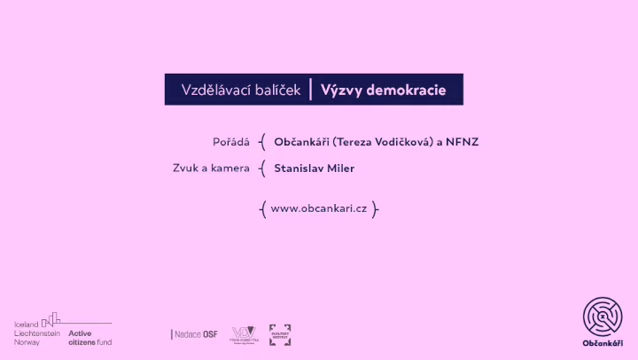 Vzdělávací balíček | Výzvy demokracie
Pořádá Občankáři (Tereza Vodičková) a NFNZ
Zvuk a kamera Stanislav Miler
www.obcankari.cz
Iceland
Liechtenstein Active
Norway citizens fund
Nadace OSF
Občankáři